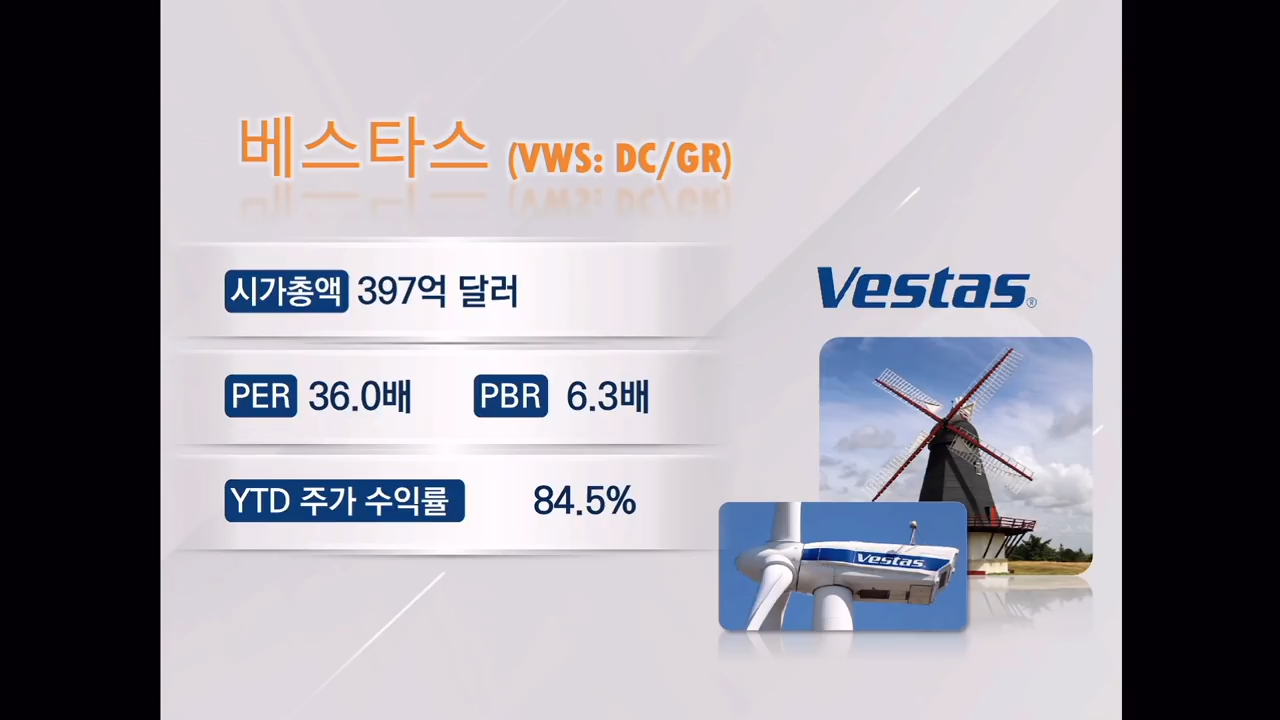 베스타스 (VWS: DC/GR)
시가총액 397억 달러
Vestas®
PER 36.0배 PBR 6.3배
YTD 주가 수익률 84.5%
Vestas